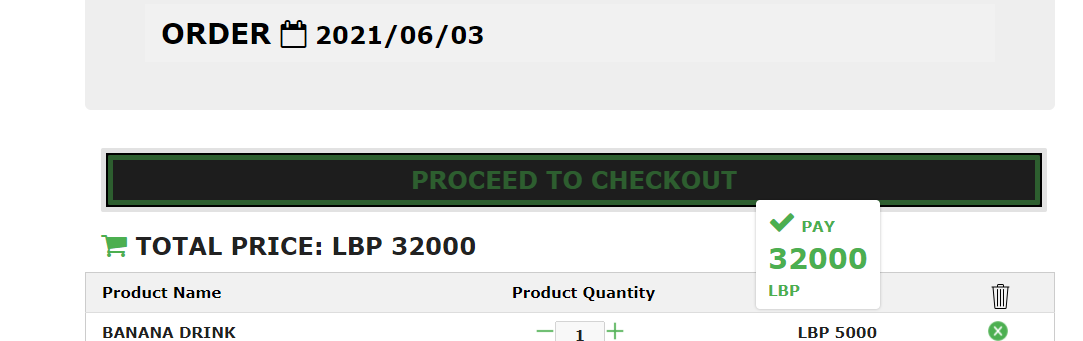 ORDER 2021/06/03
PROCEED TO CHECKOUT
PAY
32000
LBP
TOTAL PRICE: LBP 32000
Product Name Product Quantity
BANANA DRINK 1 LBP 5000